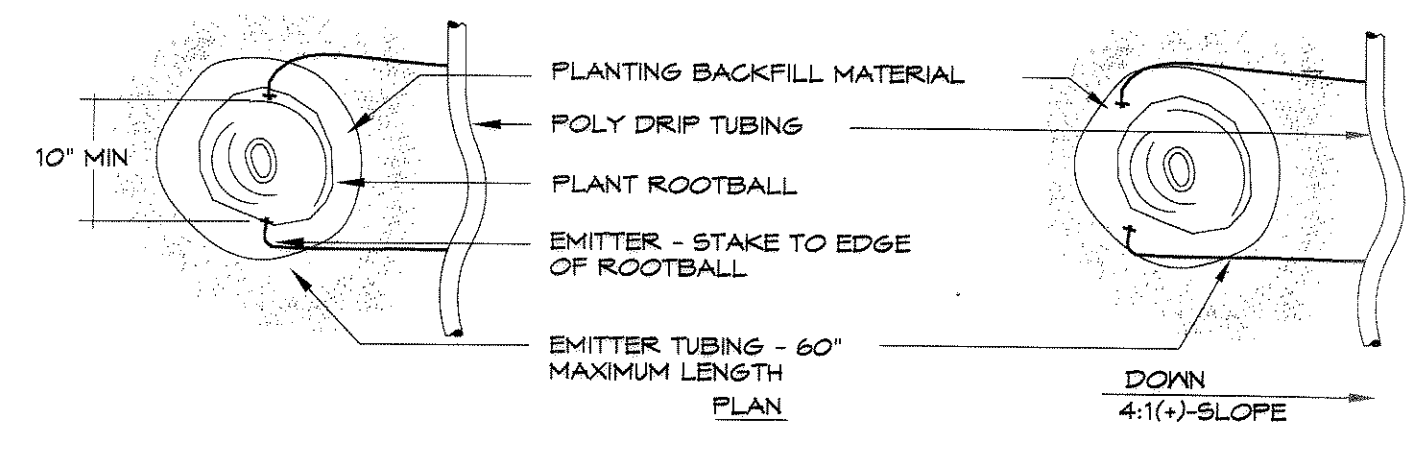 PLANTING BACKFILL MATERIAL
POLY DRIP TUBING
10" MIN
PLANT ROOTBALL
EMITTER - STAKE TO EDGE
OF ROOTBALL
EMITTER TUBING - 60"
MAXIMUM LENGTH
PLAN
DOWN
4:1(+)-SLOPE